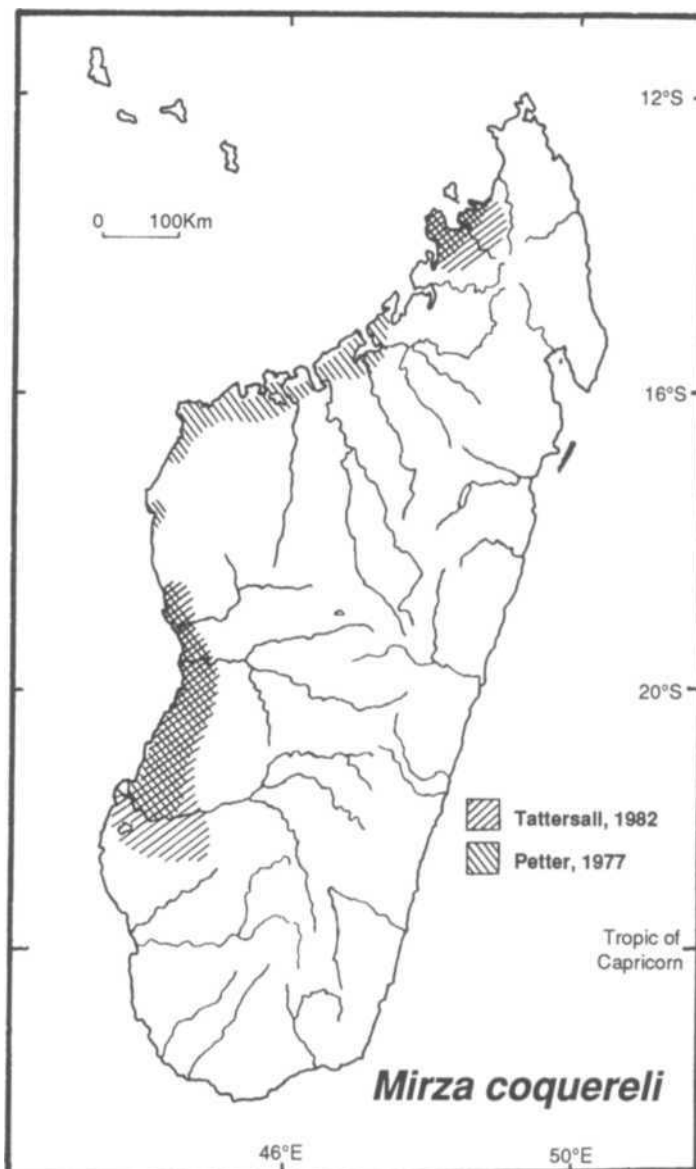 12°S
0 100Km
16°S
20°S
Tattersall, 1982
Petter, 1977
Tropic of
Capricorn
Mirza coquereli
46°E 50°E